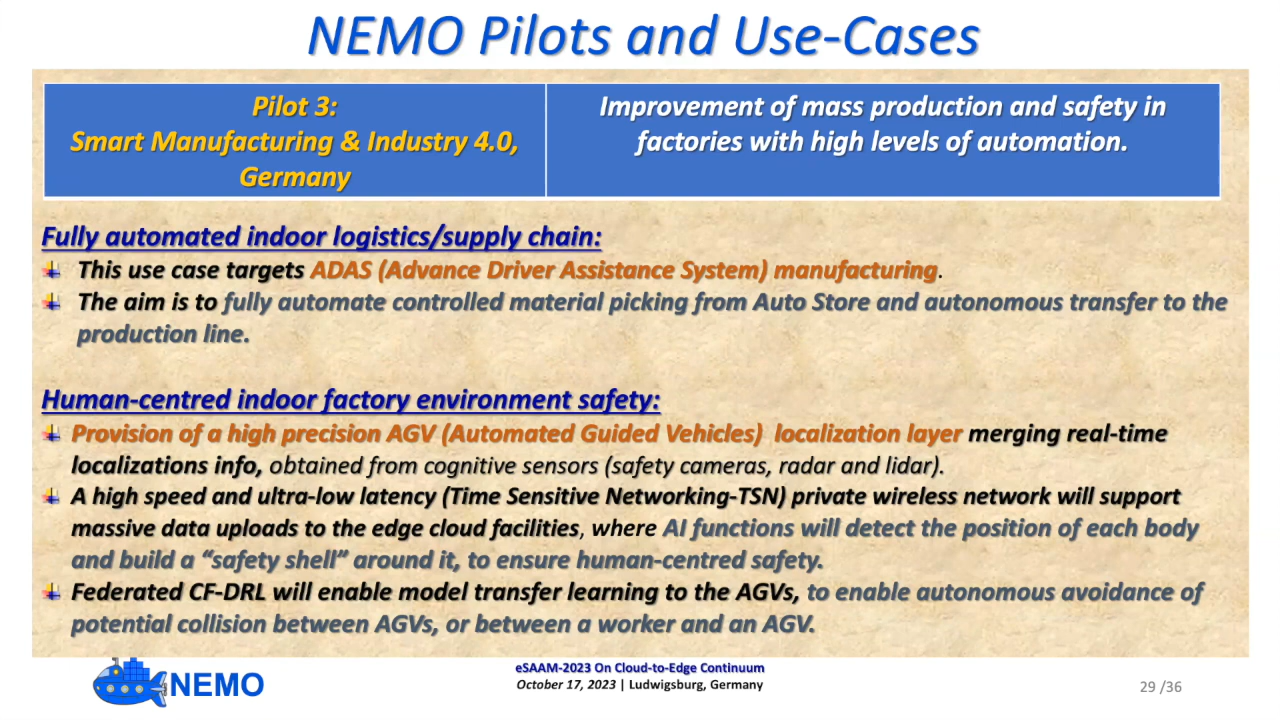 NEMO Pilots and Use-Cases
Pilot 3:
Smart Manufacturing & Industry 4.0,
Germany
Improvement of mass production and safety in
factories with high levels of automation.
Fully automated indoor logistics/supply chain:
This use case targets ADAS (Advance Driver Assistance System) manufacturing.
The aim is to fully automate controlled material picking from Auto Store and autonomous transfer to the
production line.
Human-centred indoor factory environment safety:
Provision of a high precision AGV (Automated Guided Vehicles) localization layer merging real-time
localizations info, obtained from cognitive sensors (safety cameras, radar and lidar).
A high speed and ultra-low latency (Time Sensitive Networking-TSN) private wireless network will support
massive data uploads to the edge cloud facilities, where AI functions will detect the position of each body
and build a “safety shell” around it, to ensure human-centred safety.
Federated CF-DRL will enable model transfer learning to the AGVs, to enable autonomous avoidance of
potential collision between AGVs, or between a worker and an AGV.
NEMO
eSAAM-2023 On Cloud-to-Edge Continuum
October 17, 2023 | Ludwigsburg, Germany
29 /36